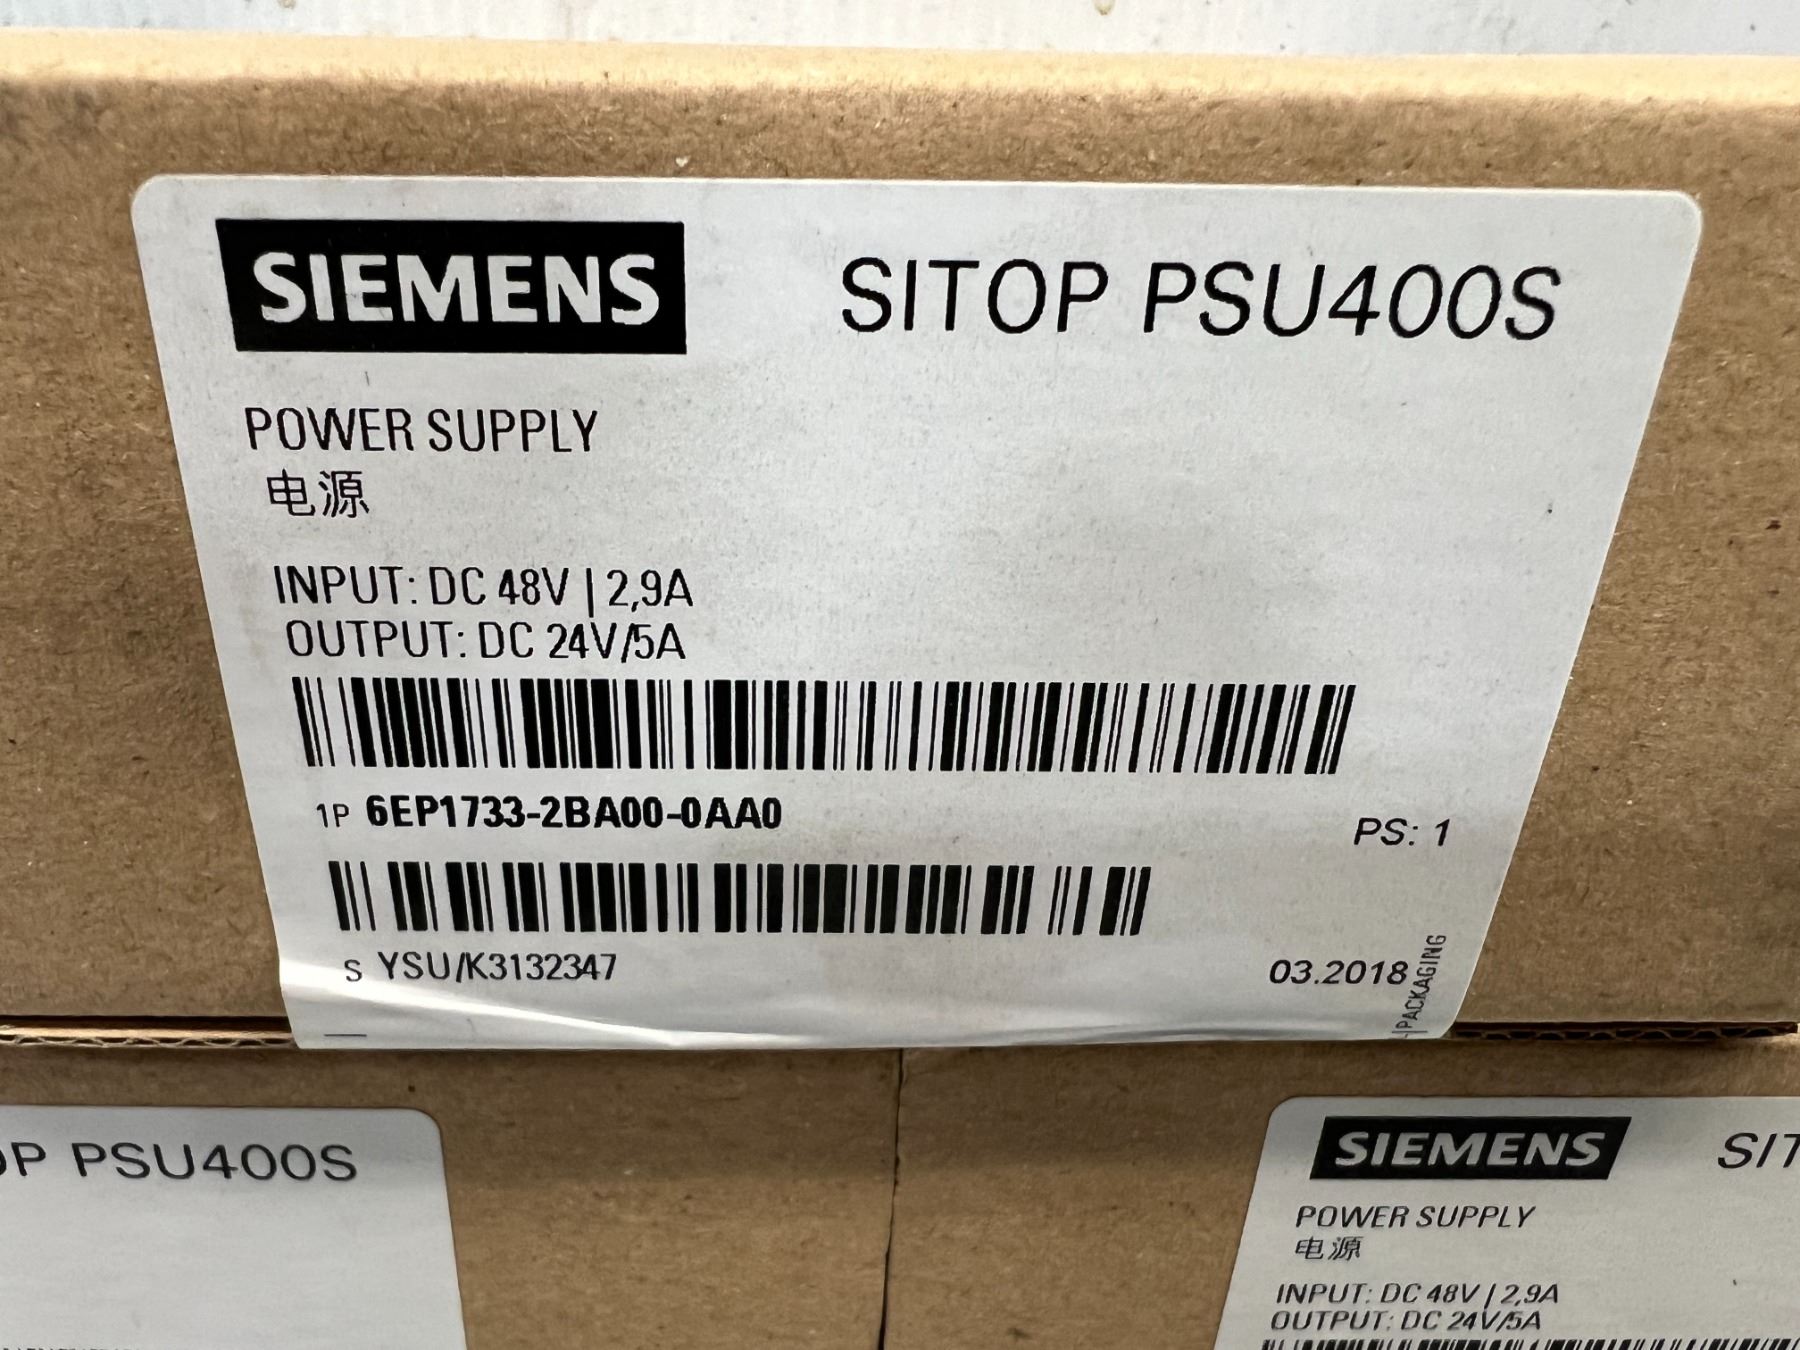 SIEMENS
SITOP PSU400S
POWER SUPPLY
电源
INPUT: DC 48V | 2,9A
OUTPUT: DC 24V/5A
1P 6EP1733-2BA00-0AA0
PS: 1
S YSU/K3132347
03.2018
PACKAGING
OP PSU400S
SIEMENS
SIT
POWER SUPPLY
电源
INPUT: DC 48V | 2,9A
OUTPUT: DC 24V/5A